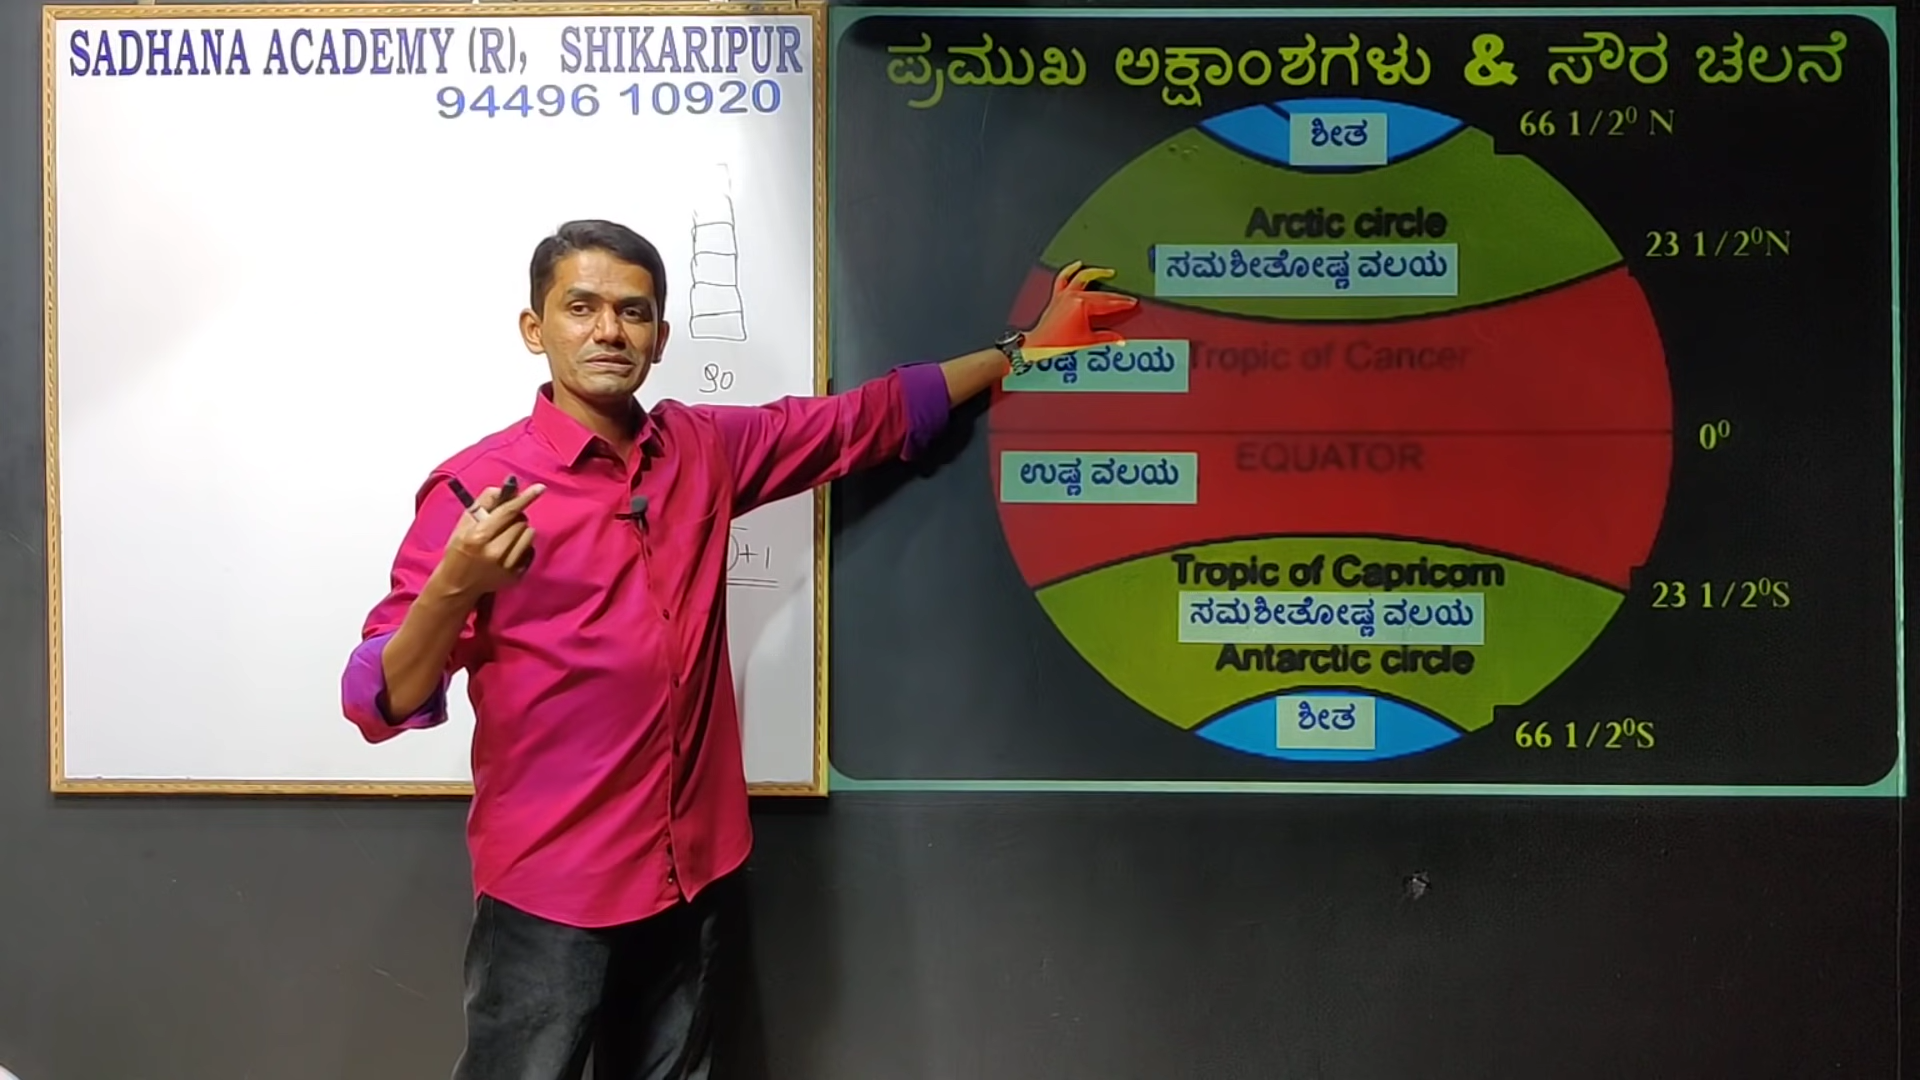 SADHANA ACADEMY (R), SHIKARIPUR
94496 10920
90
+1
ಪ್ರಮುಖ ಅಕ್ಷಾಂಶಗಳು & ಸೌರ ಚಲನೆ
ಶೀತ
66 1/2⁰ N
Arctic circle
23 1/2⁰N
ಸಮಶೀತೋಷ್ಣ ವಲಯ
ವಲಯ Tropic of Cancer
0⁰
EQUATOR
ಉಷ್ಣ ವಲಯ
Tropic of Capricorn
23 1/2⁰S
ಸಮಶೀತೋಷ್ಣ ವಲಯ
Antarctic circle
ಶೀತ
66 1/2⁰S